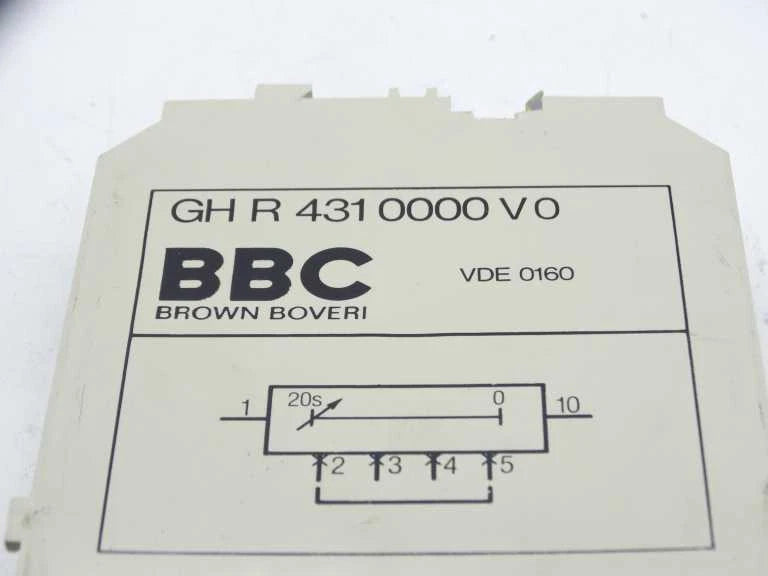 GH R 431 0000 V 0
BBC
VDE 0160
BROWN BOVERI
20s 0
1 10
2 3 4 5